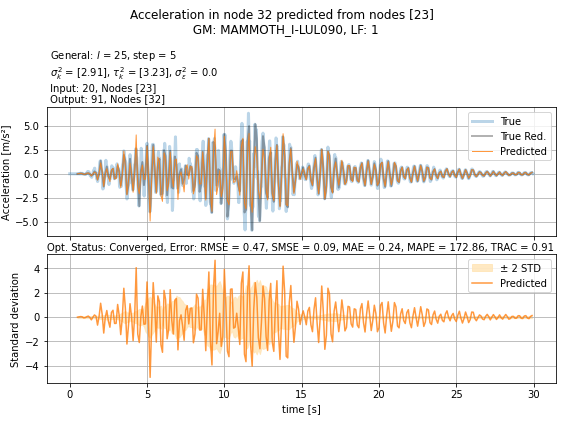 Acceleration in node 32 predicted from nodes [23]
GM: MAMMOTH_I-LUL090, LF: 1
General: l = 25, step = 5
σ²ₖ = [2.91], τ²ₖ = [3.23], σ²ε = 0.0
Input: 20, Nodes [23]
Output: 91, Nodes [32]
Acceleration [m/s²]
5.0
2.5
0.0
−2.5
−5.0
True
True Red.
Predicted
Opt. Status: Converged, Error: RMSE = 0.47, SMSE = 0.09, MAE = 0.24, MAPE = 172.86, TRAC = 0.91
Standard deviation
4
2
0
−2
−4
± 2 STD
Predicted
0 5 10 15 20 25 30
time [s]